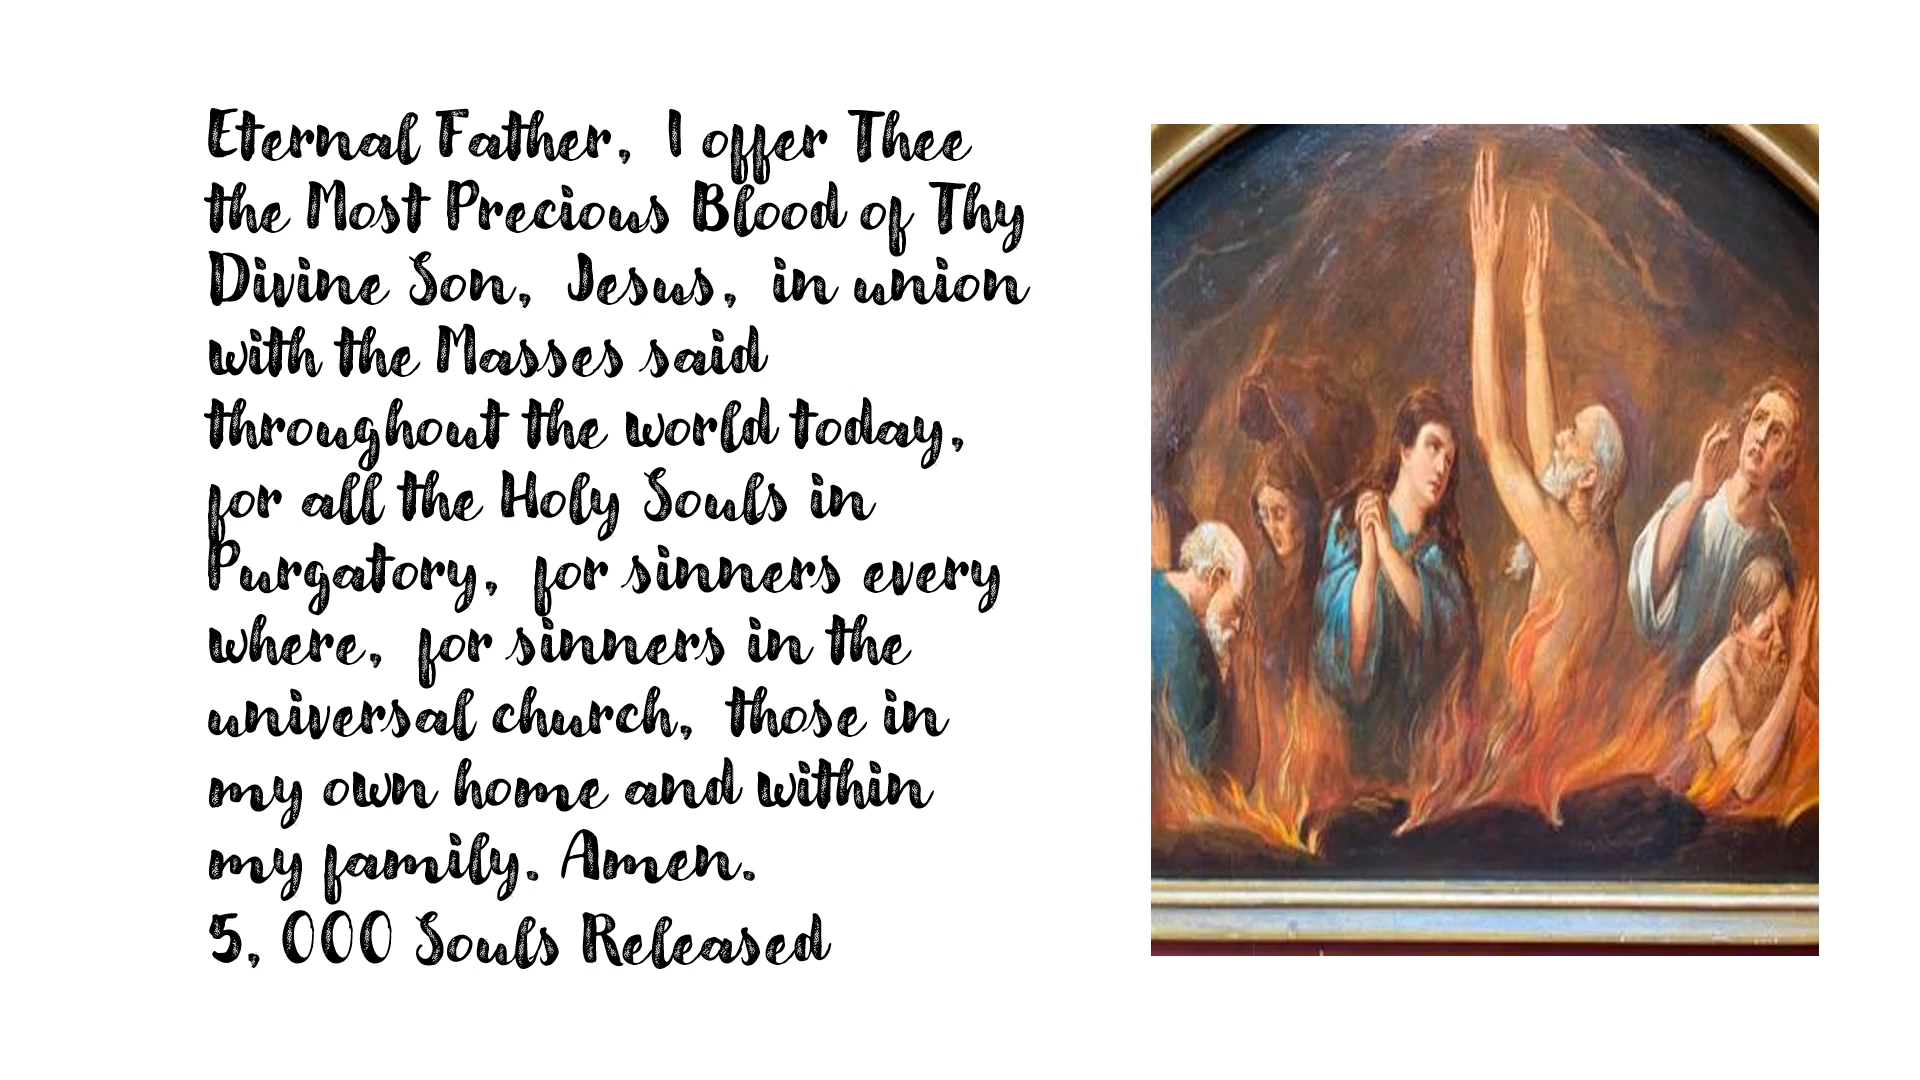 Eternal Father, I offer Thee
the Most Precious Blood of Thy
Divine Son, Jesus, in union
with the Masses said
throughout the world today,
for all the Holy Souls in
Purgatory, for sinners every
where, for sinners in the
universal church, those in
my own home and within
my family. Amen.
5, 000 Souls Released